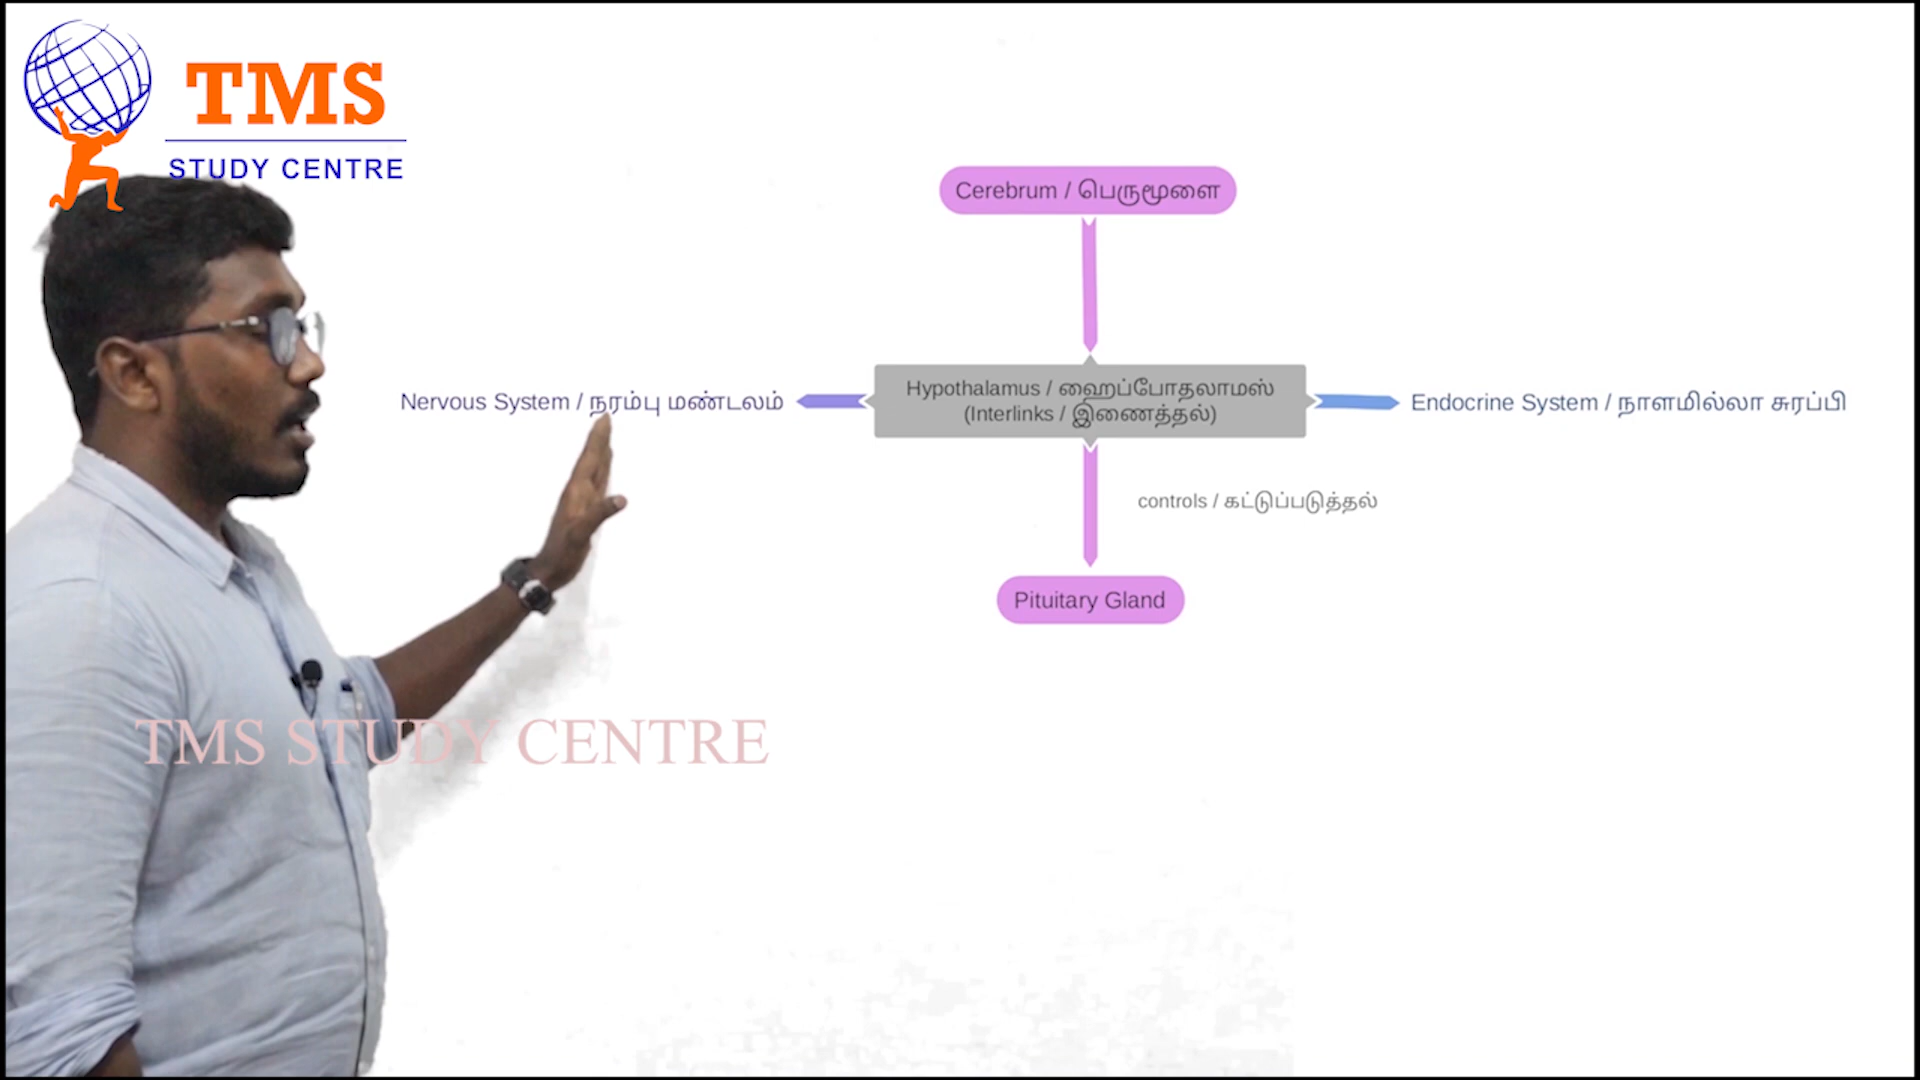 TMS
STUDY CENTRE
Cerebrum / பெருமூளை
Nervous System / நரம்பு மண்டலம்
Hypothalamus / ஹைப்போதலாமஸ்
(Interlinks / இணைத்தல்)
Endocrine System / நாளமில்லா சுரப்பி
controls / கட்டுப்படுத்தல்
Pituitary Gland
TMS STUDY CENTRE